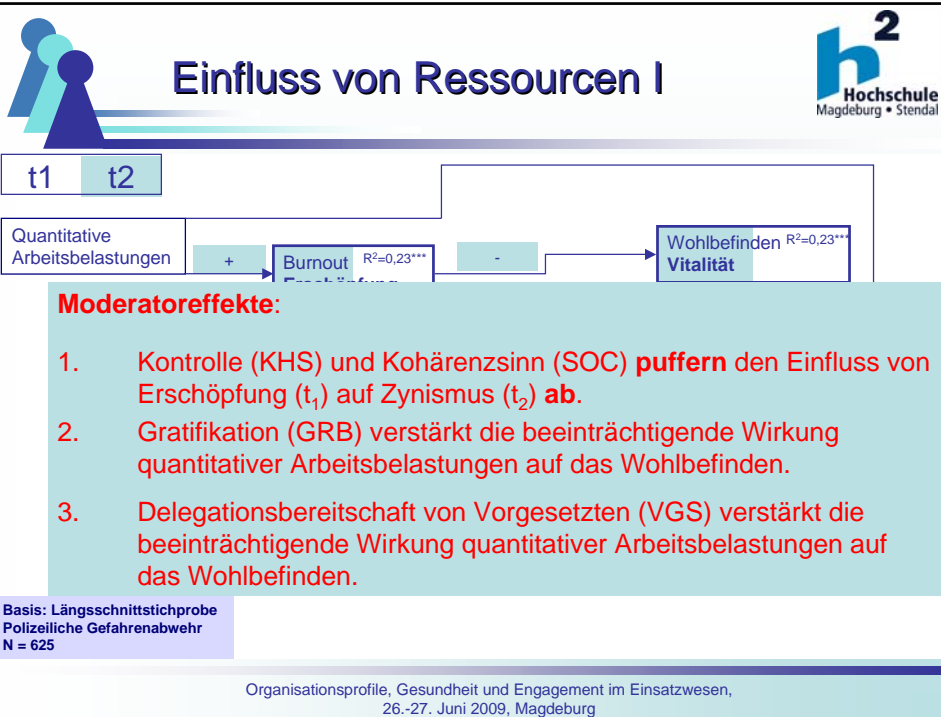 Einfluss von Ressourcen I
h2
Hochschule
Magdeburg • Stendal
t1 t2
Quantitative
Arbeitsbelastungen
+
Burnout R²=0,23***
Erschöpfung
-
Wohlbefinden R²=0,23***
Vitalität
Moderatoreffekte:
1. Kontrolle (KHS) und Kohärenzsinn (SOC) puffern den Einfluss von
Erschöpfung (t₁) auf Zynismus (t₂) ab.
2. Gratifikation (GRB) verstärkt die beeinträchtigende Wirkung
quantitativer Arbeitsbelastungen auf das Wohlbefinden.
3. Delegationsbereitschaft von Vorgesetzten (VGS) verstärkt die
beeinträchtigende Wirkung quantitativer Arbeitsbelastungen auf
das Wohlbefinden.
Basis: Längsschnittstichprobe
Polizeiliche Gefahrenabwehr
N = 625
Organisationsprofile, Gesundheit und Engagement im Einsatzwesen,
26.-27. Juni 2009, Magdeburg